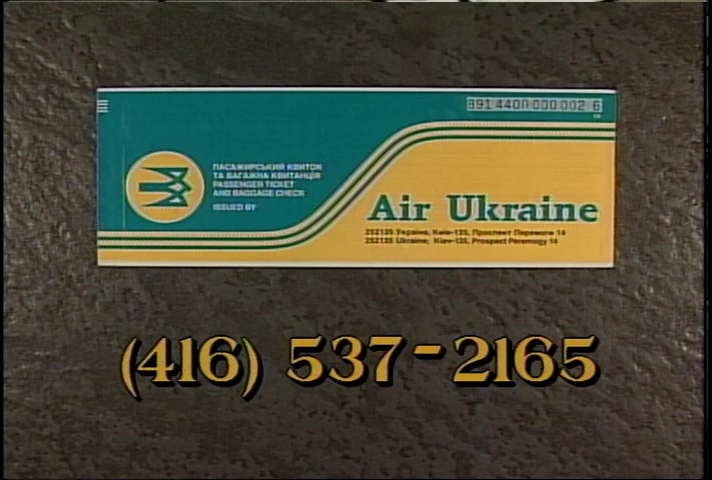 991 4400 000 002 6
ПАСАЖИРСЬКИЙ КВИТОК
ТА БАГАЖНА КВИТАНЦІЯ
PASSENGER TICKET
AND BAGGAGE CHECK
ISSUED BY
Air Ukraine
252135 Україна, Київ-135, Проспект Перемоги 14
252135 Ukraine, Kiev-135, Prospect Peremogy 14
(416) 537-2165